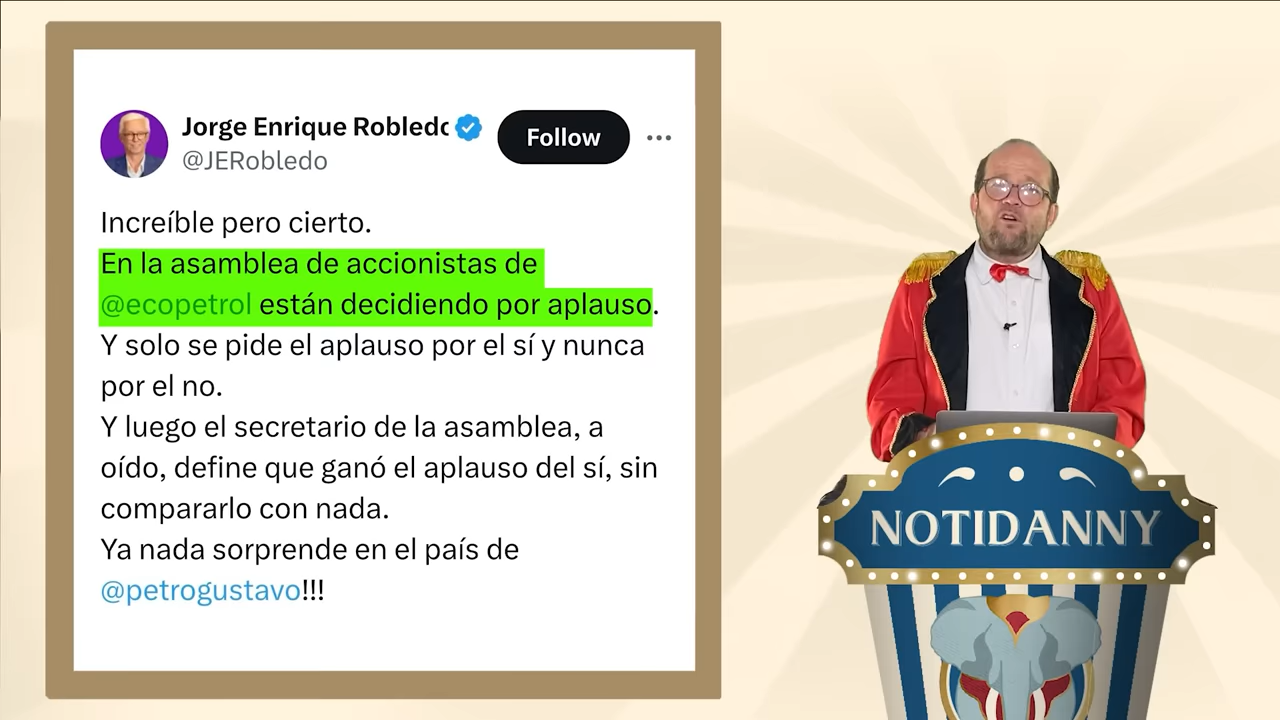 Jorge Enrique Robledo
@JERobledo
Follow
Increíble pero cierto.
En la asamblea de accionistas de
@ecopetrol están decidiendo por aplauso.
Y solo se pide el aplauso por el sí y nunca
por el no.
Y luego el secretario de la asamblea, a
oído, define que ganó el aplauso del sí, sin
compararlo con nada.
Ya nada sorprende en el país de
@petrogustavo!!!
NOTIDANNY